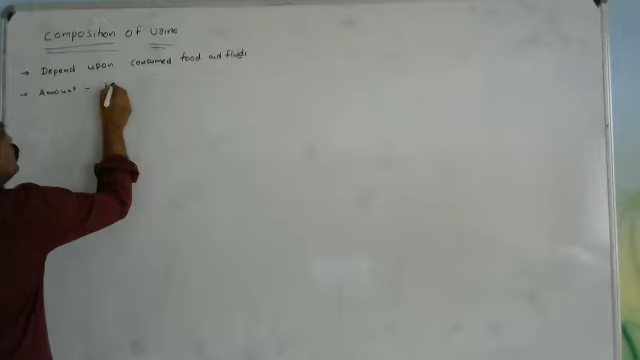 Composition of Urine
→ Depend upon consumed food and fluids
→ Amount -